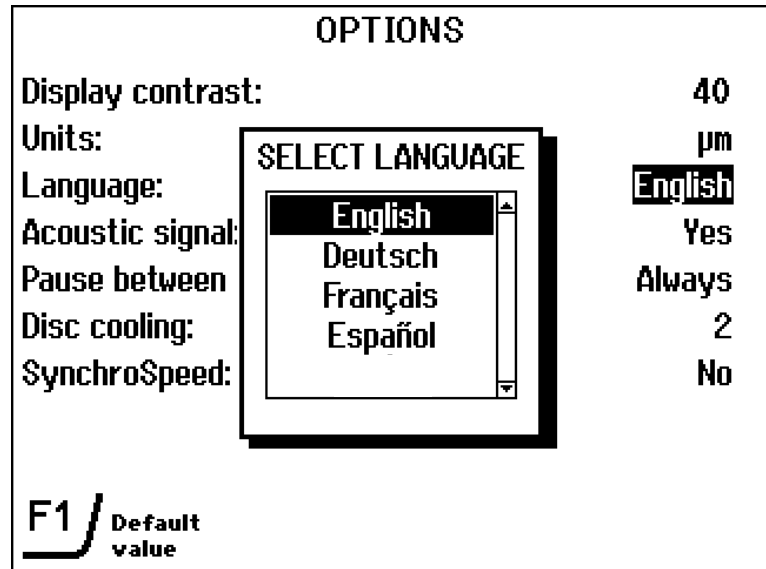 OPTIONS
Display contrast: 40
Units: µm
Language: English
Acoustic signal: Yes
Pause between Always
Disc cooling: 2
SynchroSpeed: No
SELECT LANGUAGE
English
Deutsch
Français
Español
F1 Default
value